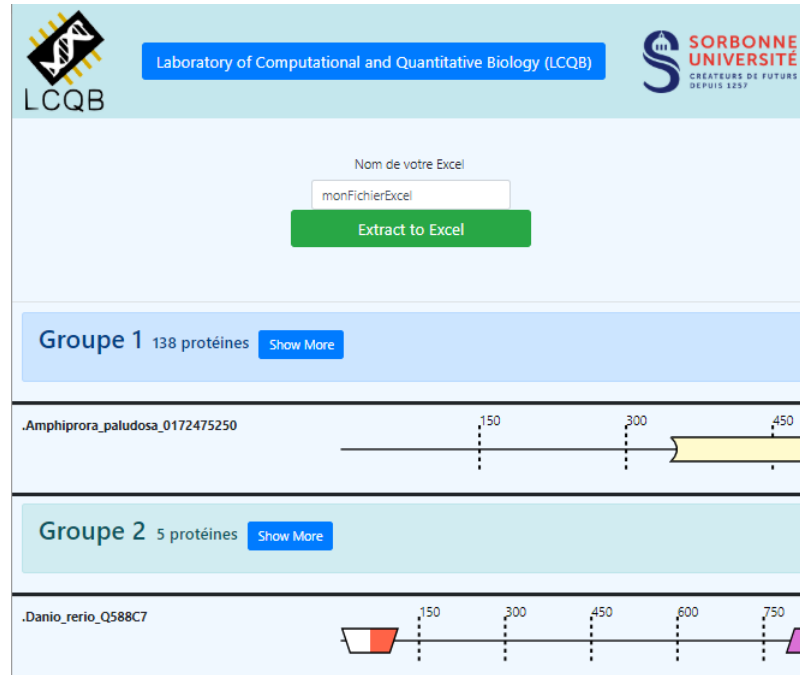 LCQB
Laboratory of Computational and Quantitative Biology (LCQB)
SORBONNE
UNIVERSITÉ
CRÉATEURS DE FUTURS
DEPUIS 1257
Nom de votre Excel
monFichierExcel
Extract to Excel
Groupe 1 138 protéines Show More
.Amphiprora_paludosa_0172475250
150 300 450
Groupe 2 5 protéines Show More
.Danio_rerio_Q588C7
150 300 450 600 750